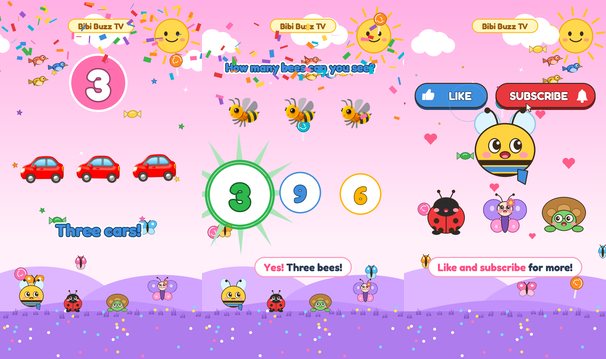 Bibi Buzz TV
3
Three cars!
Bibi Buzz TV
How many bees can you see?
3
9
6
Yes! Three bees!
Bibi Buzz TV
LIKE
SUBSCRIBE
Like and subscribe for more!